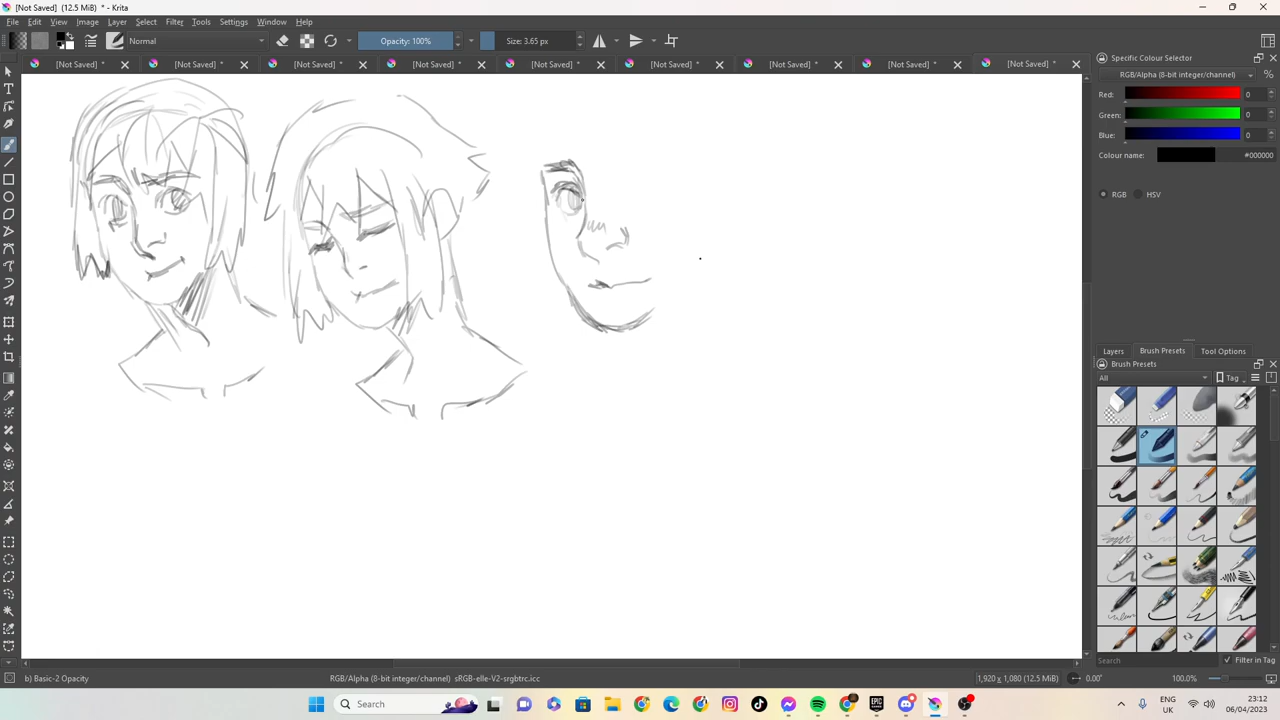 [Not Saved] (12.5 MiB) * - Krita
File Edit View Image Layer Select Filter Tools Settings Window Help
Normal Opacity: 100% Size: 3.65 px
[Not Saved] * [Not Saved] * [Not Saved] * [Not Saved] * [Not Saved] * [Not Saved] * [Not Saved] * [Not Saved] * [Not Saved] *
Specific Colour Selector
RGB/Alpha (8-bit integer/channel) %
Red: 0
Green: 0
Blue: 0
Colour name: #000000
RGB HSV
Layers Brush Presets Tool Options
Brush Presets
All Tag
Search Filter in Tag
b) Basic-2 Opacity RGB/Alpha (8-bit integer/channel) sRGB-elle-V2-srgbtrc.icc 1,920 x 1,080 (12.5 MiB) 0.00° 100.0%
Search ENG UK 23:12 06/04/2023